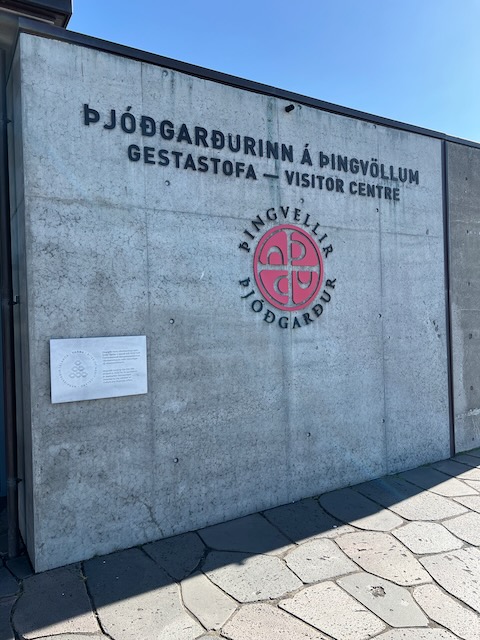 ÞJÓÐGARÐURINN Á ÞINGVÖLLUM
GESTASTOFA — VISITOR CENTRE
ÞINGVELLIR
ÞJÓÐGARÐUR